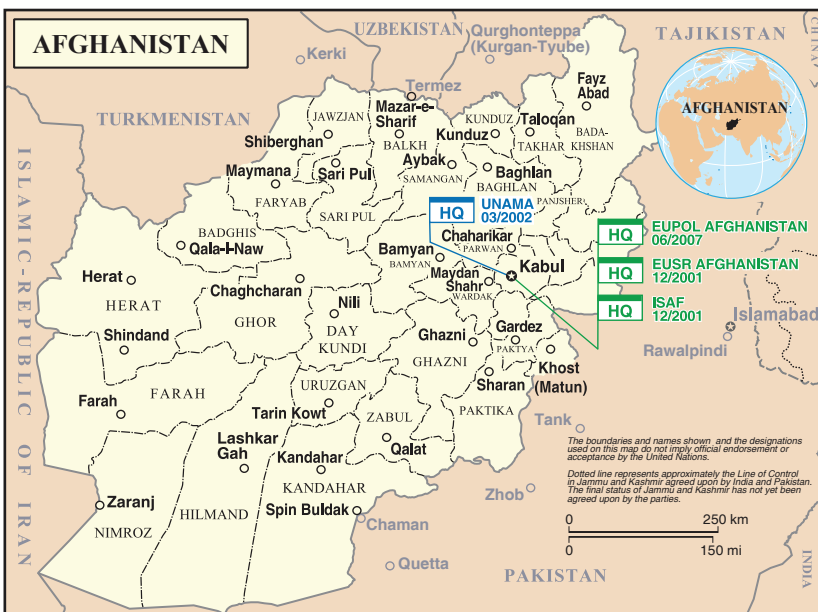 AFGHANISTAN
UZBEKISTAN
Qurghonteppa
(Kurgan-Tyube)
TAJIKISTAN
CHINA
Kerki
Termez
TURKMENISTAN
AFGHANISTAN
Fayz
Abad
BADA-
KHSHAN
JAWZJAN
Mazar-e-
Sharif
BALKH
KUNDUZ
Kunduz
Taloqan
TAKHAR
Shiberghan
Sari Pul
Aybak
SAMANGAN
Baghlan
BAGHLAN
Maymana
FARYAB
SARI PUL
PANJSHER
HQ
UNAMA
03/2002
BADGHIS
Qala-I-Naw
Chaharikar
PARWAN
HQ
EUPOL AFGHANISTAN
06/2007
Bamyan
BAMYAN
Kabul
HQ
EUSR AFGHANISTAN
12/2001
Maydan
Shahr
WARDAK
Herat
HERAT
Chaghcharan
GHOR
Nili
DAY
KUNDI
HQ
ISAF
12/2001
Islamabad
Rawalpindi
Shindand
Ghazni
GHAZNI
Gardez
PAKTYA
Khost
(Matun)
Sharan
PAKTIKA
FARAH
Farah
URUZGAN
Tarin Kowt
ZABUL
Qalat
Tank
Lashkar
Gah
Kandahar
KANDAHAR
Zaranj
NIMROZ
HILMAND
Spin Buldak
Chaman
Zhob
Quetta
PAKISTAN
INDIA
ISLAMIC-REPUBLIC OF IRAN
The boundaries and names shown and the designations
used on this map do not imply official endorsement or
acceptance by the United Nations.
Dotted line represents approximately the Line of Control
in Jammu and Kashmir agreed upon by India and Pakistan.
The final status of Jammu and Kashmir has not yet been
agreed upon by the parties.
0 250 km
0 150 mi